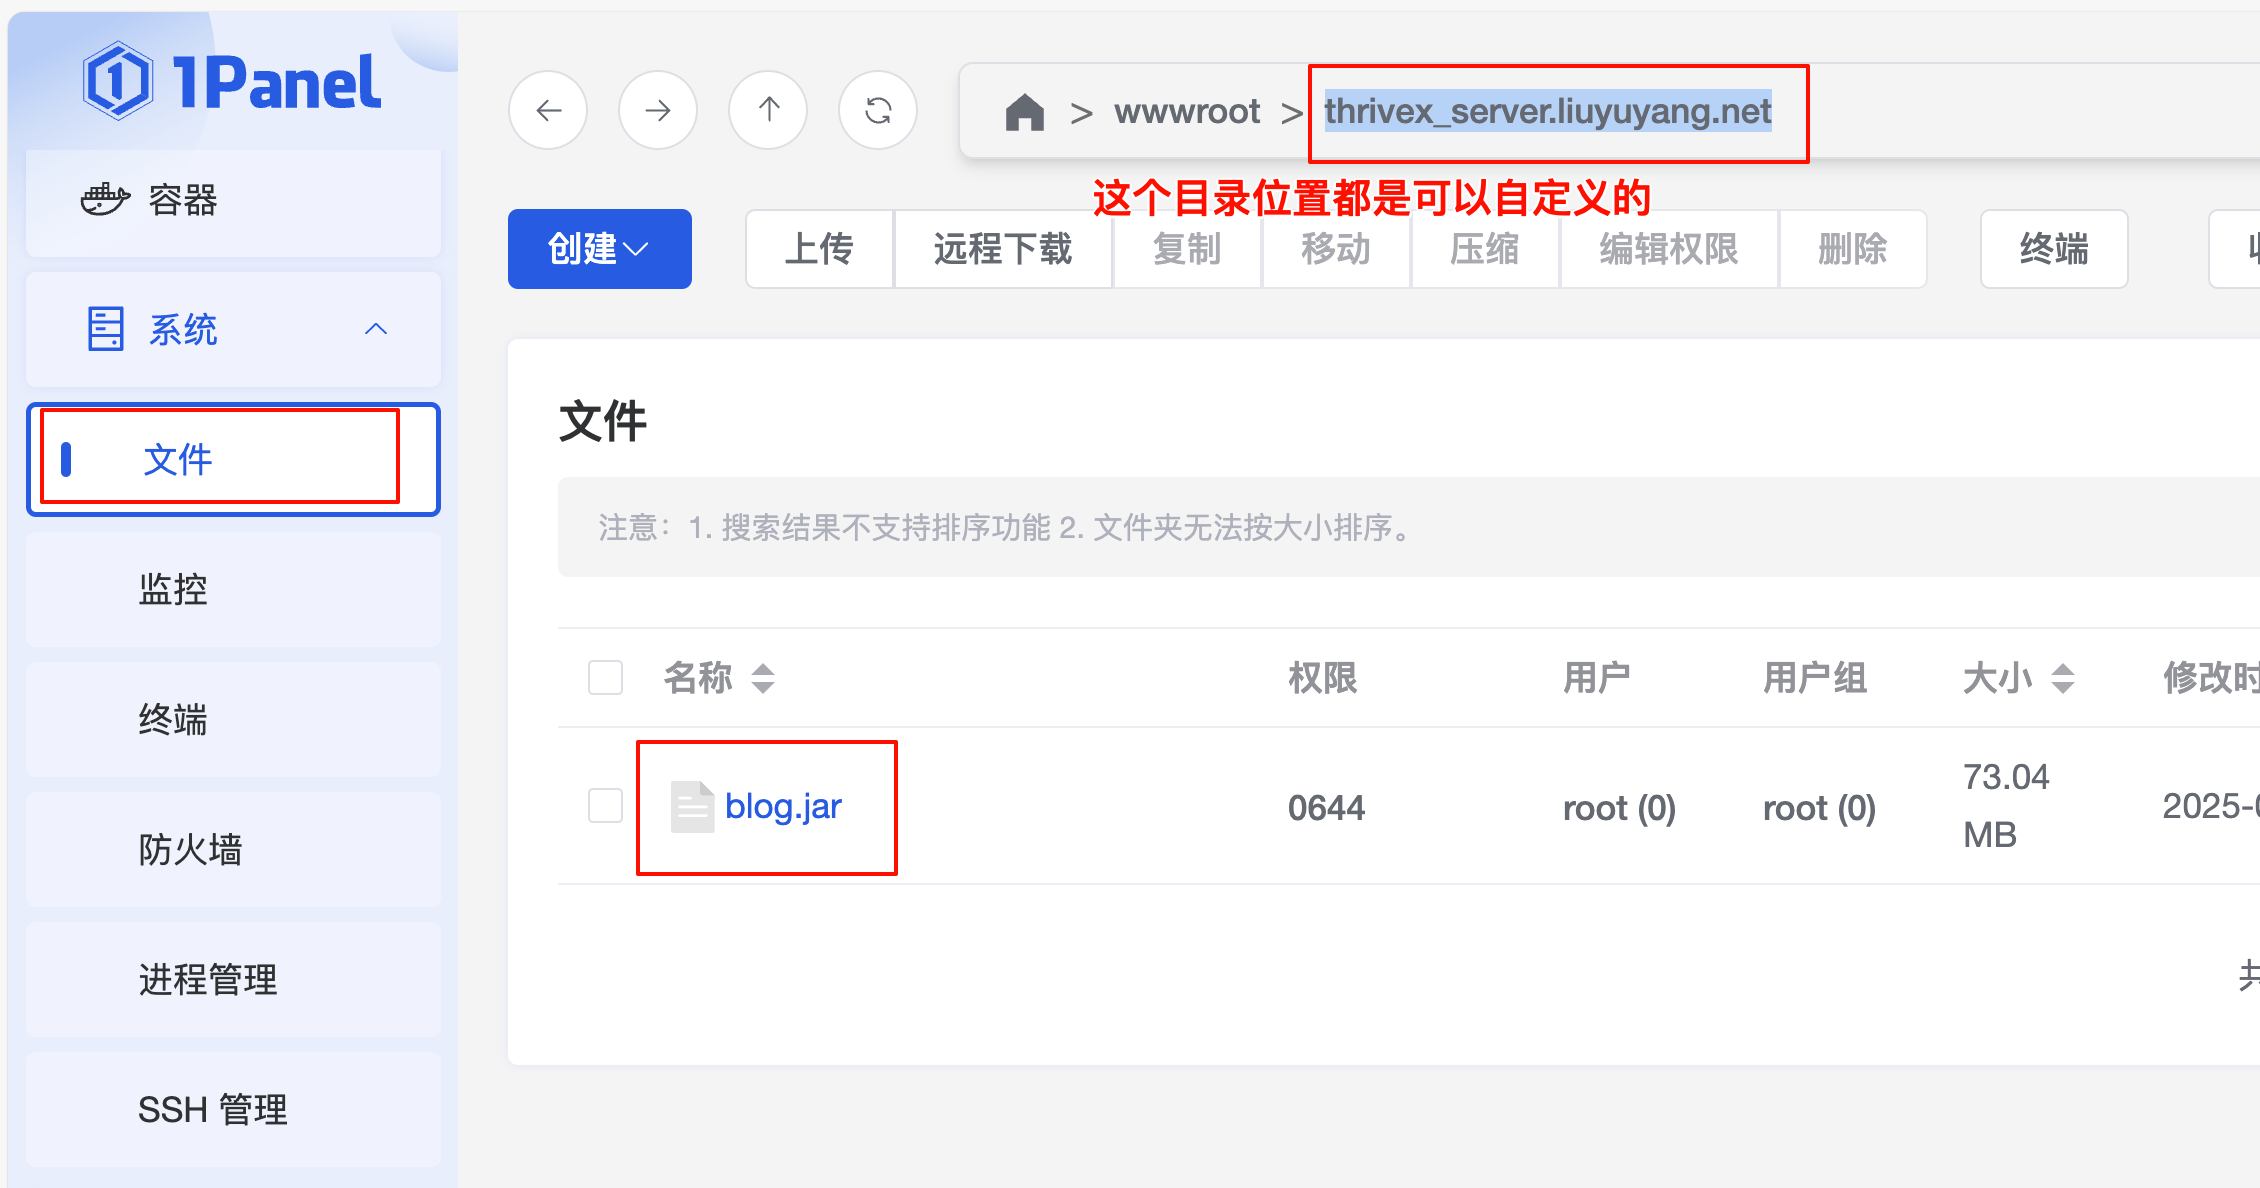 1Panel
容器
系统
文件
监控
终端
防火墙
进程管理
SSH 管理
> wwwroot > thrivex_server.liuyuyang.net
这个目录位置都是可以自定义的
创建 上传 远程下载 复制 移动 压缩 编辑权限 删除 终端
文件
注意：1. 搜索结果不支持排序功能 2. 文件夹无法按大小排序。
名称 权限 用户 用户组 大小 修改时
blog.jar 0644 root (0) root (0) 73.04 MB 2025-0
共